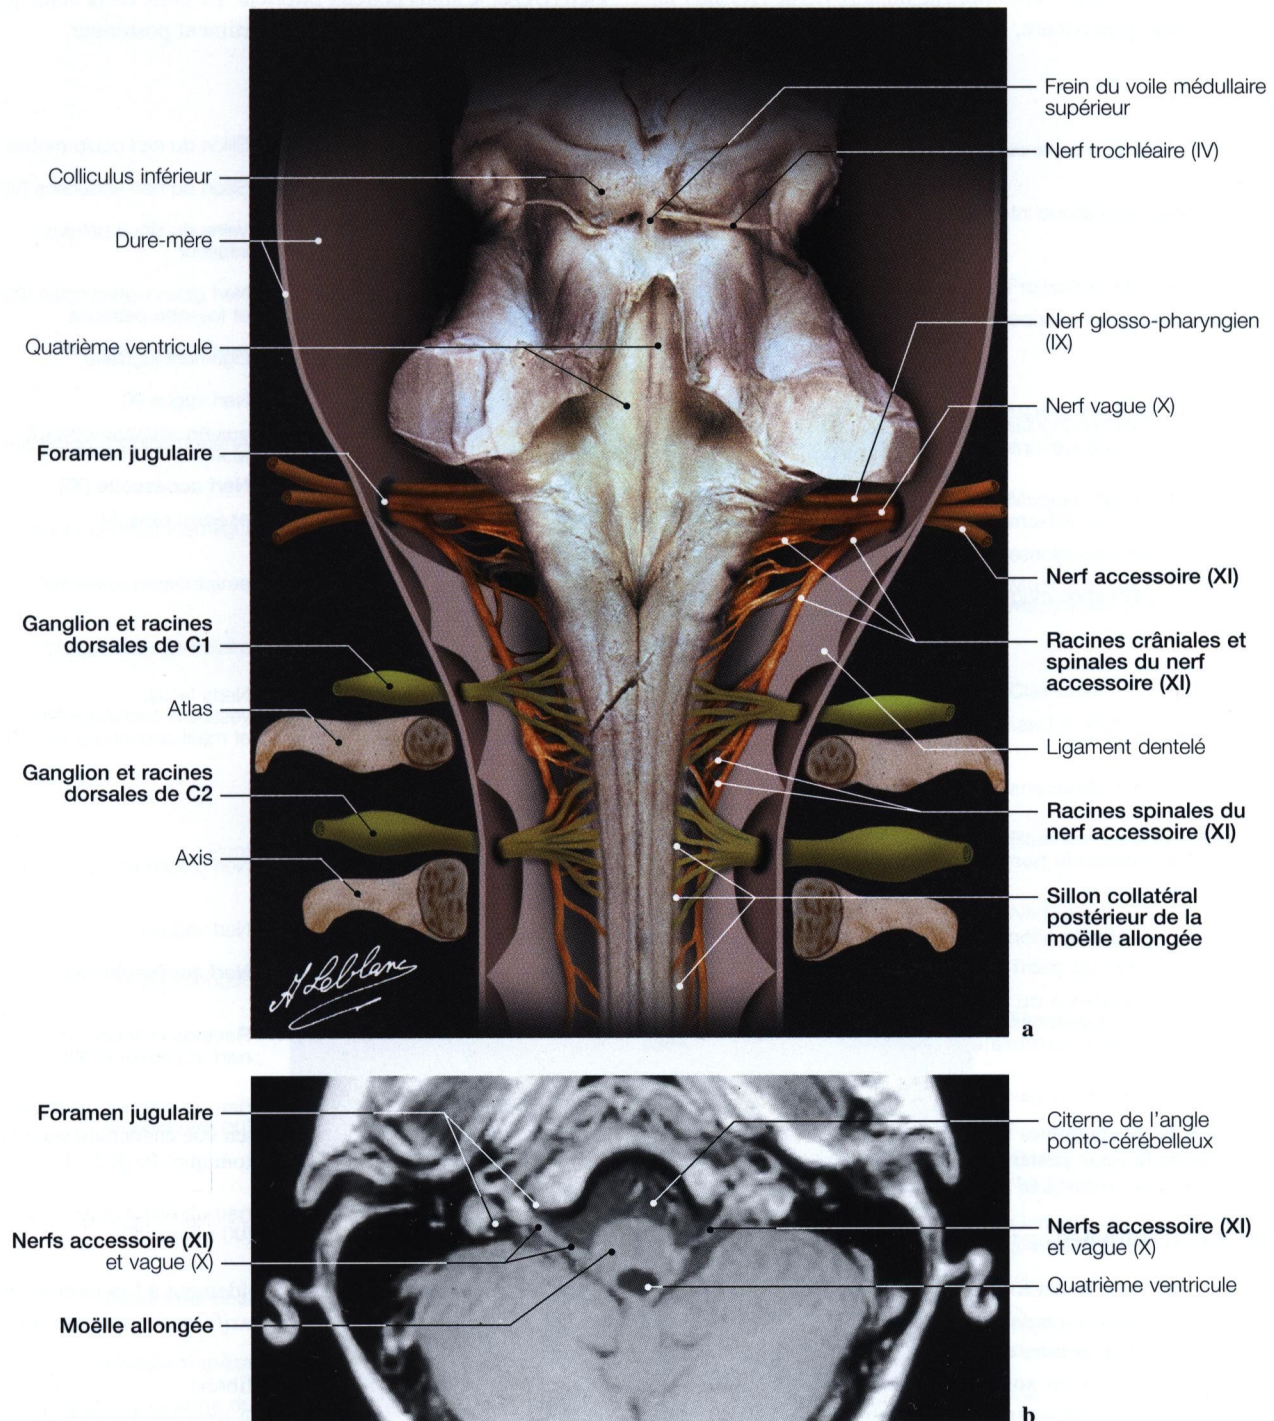 Frein du voile médullaire
supérieur
Nerf trochléaire (IV)
Colliculus inférieur
Dure-mère
Nerf glosso-pharyngien
(IX)
Quatrième ventricule
Nerf vague (X)
Foramen jugulaire
Nerf accessoire (XI)
Ganglion et racines
dorsales de C1
Racines crâniales et
spinales du nerf
accessoire (XI)
Atlas
Ligament dentelé
Ganglion et racines
dorsales de C2
Racines spinales du
nerf accessoire (XI)
Axis
Sillon collatéral
postérieur de la
moëlle allongée
A Leblanc
a
Foramen jugulaire
Citerne de l'angle
ponto-cérébelleux
Nerfs accessoire (XI)
et vague (X)
Nerfs accessoire (XI)
et vague (X)
Quatrième ventricule
Moëlle allongée
b